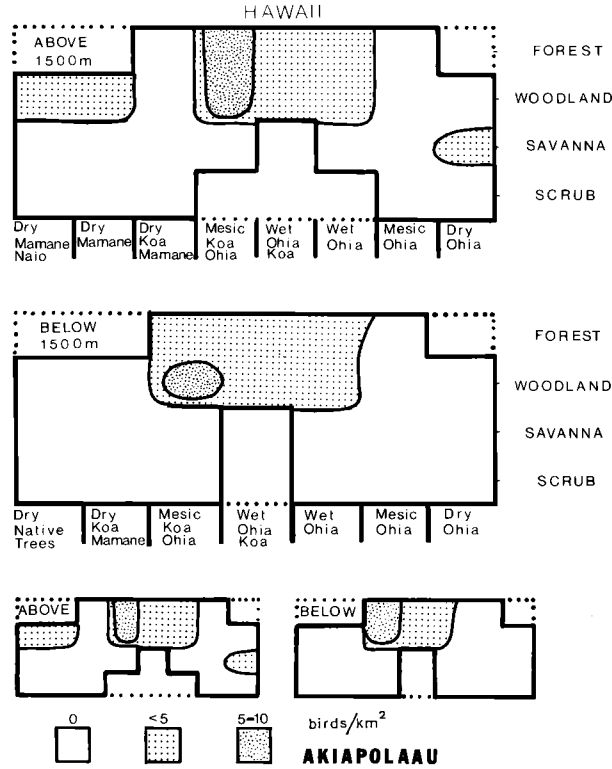 HAWAII
ABOVE
1500m
FOREST
WOODLAND
SAVANNA
SCRUB
Dry Mamane Naio
Dry Mamane
Dry Koa Mamane
Mesic Koa Ohia
Wet Ohia Koa
Wet Ohia
Mesic Ohia
Dry Ohia
BELOW
1500m
FOREST
WOODLAND
SAVANNA
SCRUB
Dry Native Trees
Dry Koa Mamane
Mesic Koa Ohia
Wet Ohia Koa
Wet Ohia
Mesic Ohia
Dry Ohia
ABOVE
BELOW
0 <5 5-10 birds/km²
AKIAPOLAAU